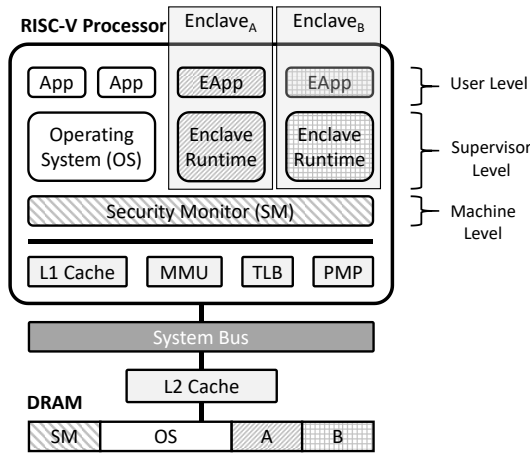 RISC-V Processor
Enclave_A
Enclave_B
App
App
EApp
EApp
User Level
Operating
System (OS)
Enclave
Runtime
Enclave
Runtime
Supervisor
Level
Security Monitor (SM)
Machine
Level
L1 Cache
MMU
TLB
PMP
System Bus
L2 Cache
DRAM
SM
OS
A
B